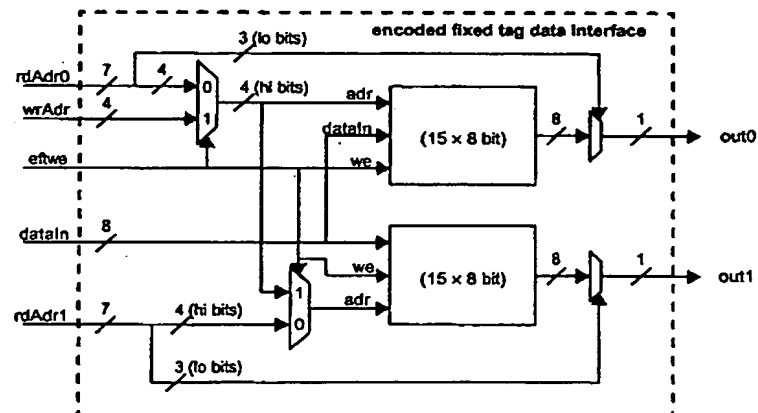 encoded fixed tag data interface
3 (lo bits)
rdAdr0
7
4
0
4 (hi bits)
adr
wrAdr
4
1
dataIn
(15 × 8 bit)
8
1
out0
eftwe
we
dataIn
8
we
(15 × 8 bit)
8
1
out1
1
adr
rdAdr1
7
4 (hi bits)
0
3 (lo bits)